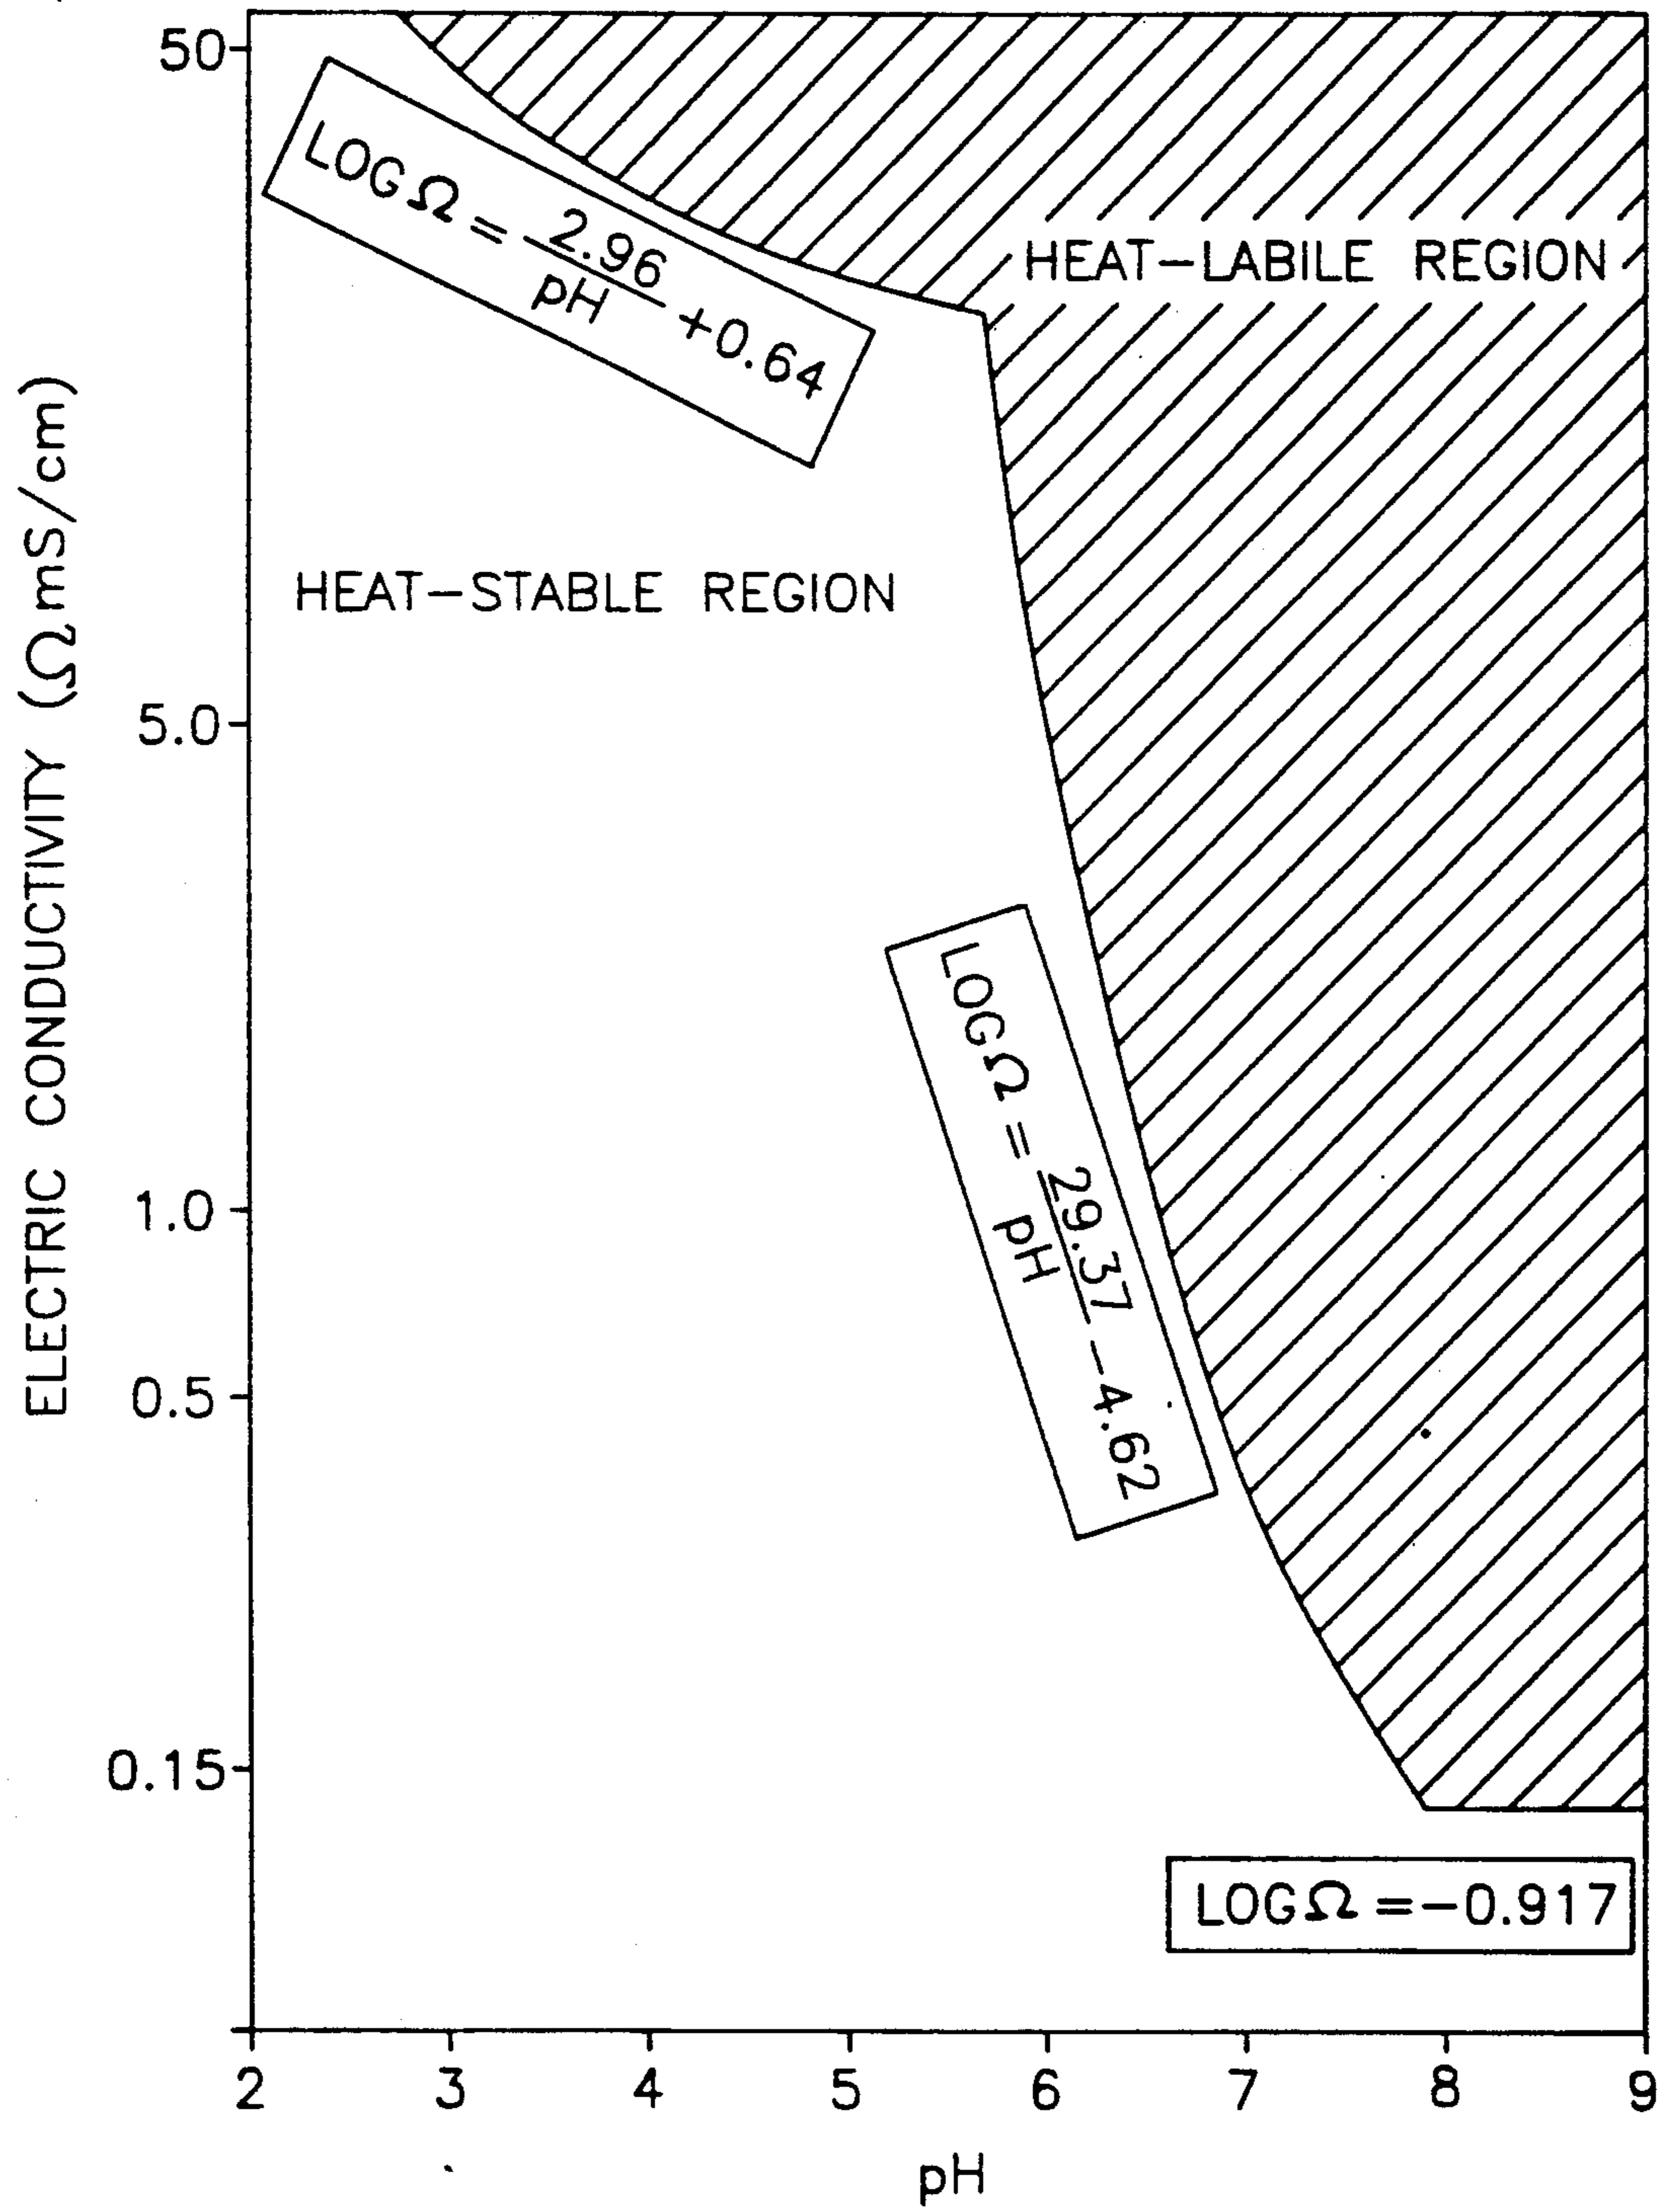 ELECTRIC CONDUCTIVITY (Ω mS/cm)
50
5.0
1.0
0.5
0.15
LOG Ω = 2.96/pH +0.64
HEAT-LABILE REGION
HEAT-STABLE REGION
LOG Ω = 29.37/pH -4.62
LOG Ω = -0.917
2 3 4 5 6 7 8 9
pH